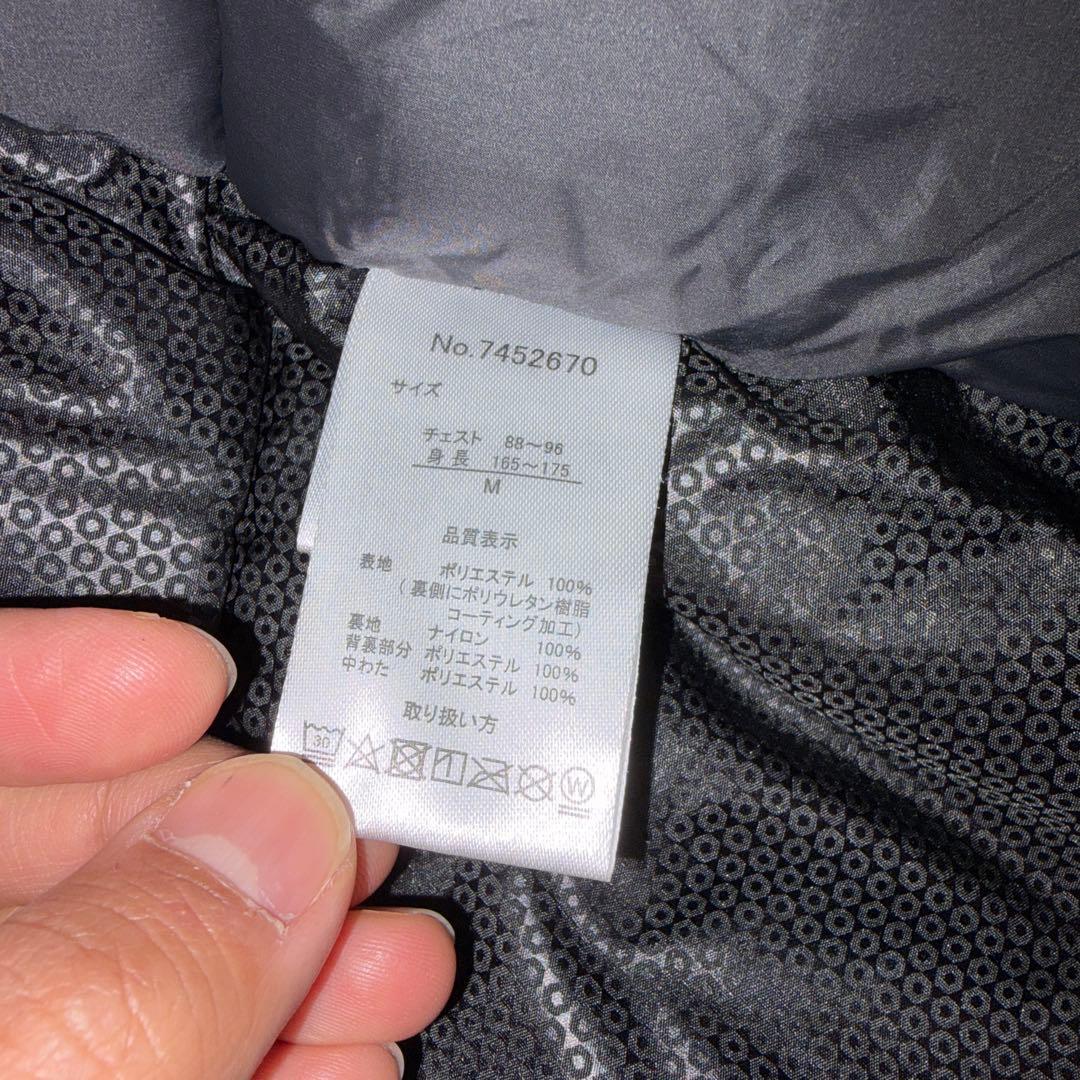 No.7452670
サイズ
チェスト 88～96
身長 165～175
M
品質表示
表地 ポリエステル 100%
(裏側にポリウレタン樹脂
コーティング加工)
裏地 ナイロン 100%
背裏部分 ポリエステル 100%
中わた ポリエステル 100%
取り扱い方
30 W